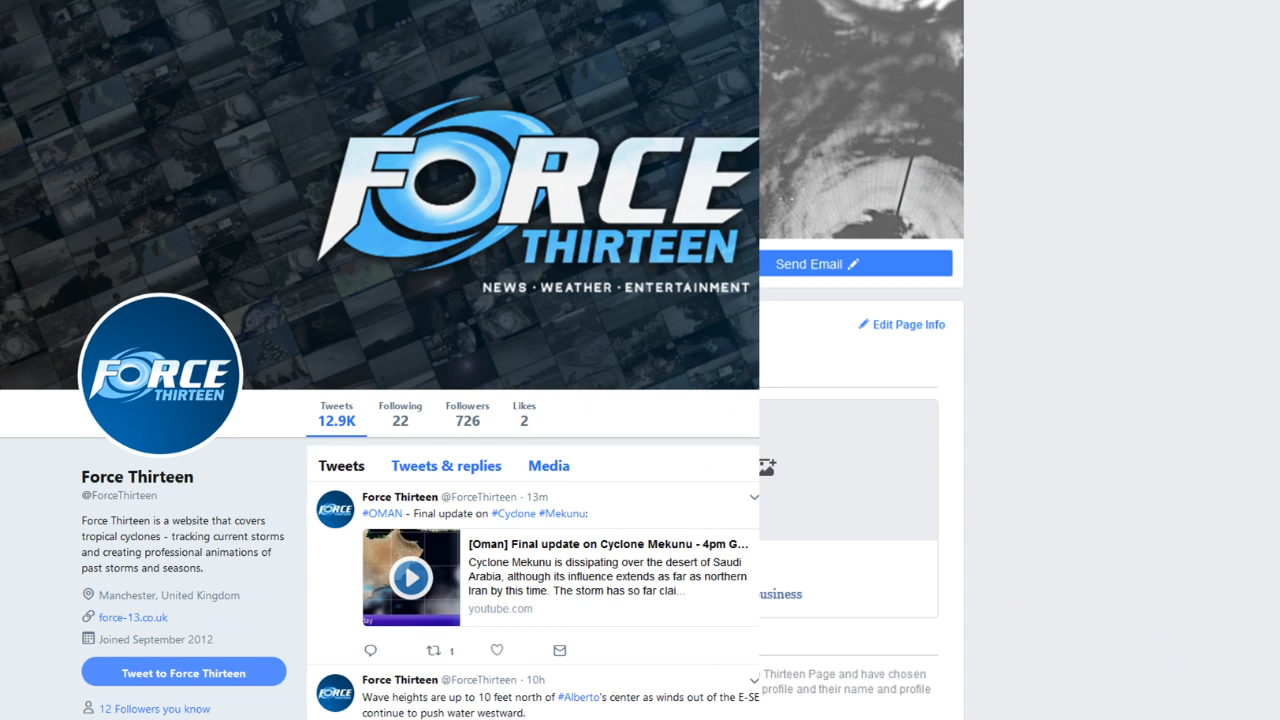 FORCE
THIRTEEN
NEWS · WEATHER · ENTERTAINMENT
Send Email
Edit Page Info
FORCE
THIRTEEN
Tweets
12.9K
Following
22
Followers
726
Likes
2
Force Thirteen
@ForceThirteen
Force Thirteen is a website that covers
tropical cyclones - tracking current storms
and creating professional animations of
past storms and seasons.
Manchester, United Kingdom
force-13.co.uk
Joined September 2012
Tweet to Force Thirteen
12 Followers you know
Tweets Tweets & replies Media
FORCE
THIRTEEN
Force Thirteen @ForceThirteen · 13m
#OMAN - Final update on #Cyclone #Mekunu:
[Oman] Final update on Cyclone Mekunu - 4pm G...
Cyclone Mekunu is dissipating over the desert of Saudi
Arabia, although its influence extends as far as northern
Iran by this time. The storm has so far clai...
youtube.com
day
1
FORCE
THIRTEEN
Force Thirteen @ForceThirteen · 10h
Wave heights are up to 10 feet north of #Alberto's center as winds out of the E-SE
continue to push water westward.
usiness
Thirteen Page and have chosen
profile and their name and profile